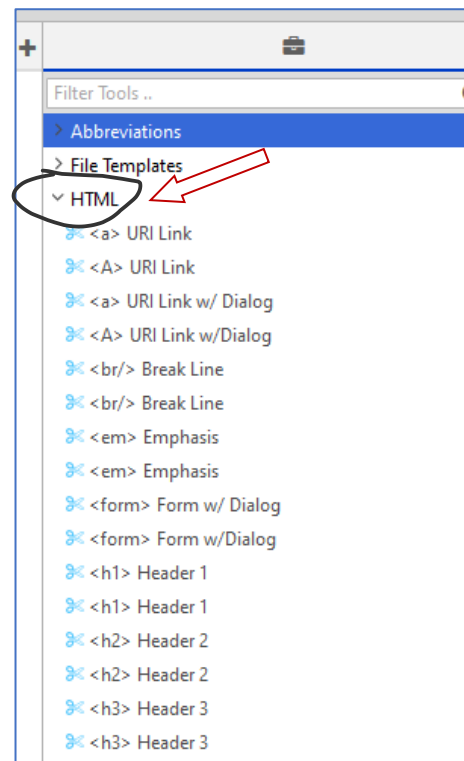 Filter Tools ..
Abbreviations
File Templates
HTML
<a> URI Link
<A> URI Link
<a> URI Link w/ Dialog
<A> URI Link w/Dialog
<br/> Break Line
<br/> Break Line
<em> Emphasis
<em> Emphasis
<form> Form w/ Dialog
<form> Form w/Dialog
<h1> Header 1
<h1> Header 1
<h2> Header 2
<h2> Header 2
<h3> Header 3
<h3> Header 3